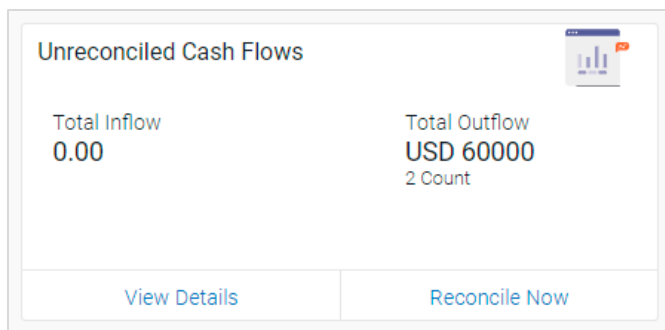 Unreconciled Cash Flows
Total Inflow
0.00
Total Outflow
USD 60000
2 Count
View Details
Reconcile Now